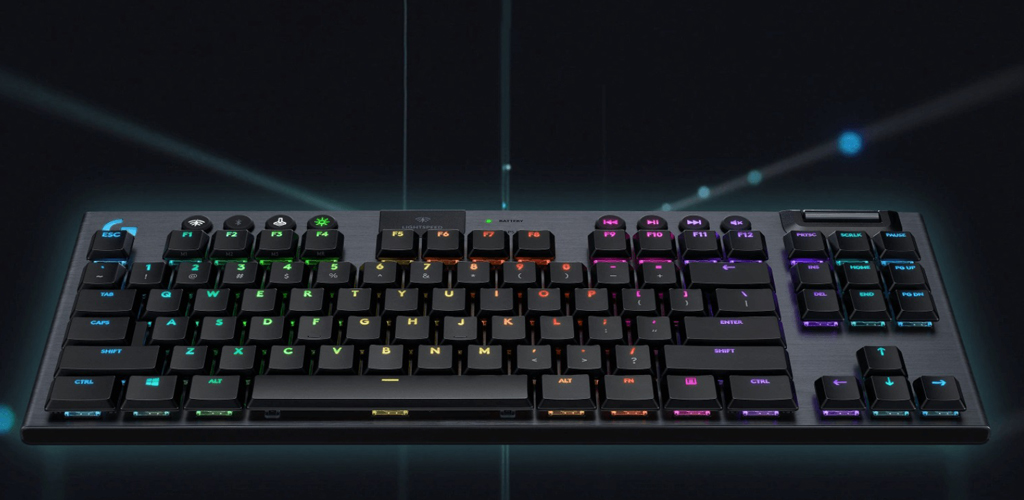 LIGHTSPEED BATTERY
ESC F1 F2 F3 F4 F5 F6 F7 F8 F9 F10 F11 F12 PRTSC SCRLK PAUSE
` 1 ! 2 @ 3 # 4 $ 5 % 6 7 & 8 * 9 ( 0 ) - = + ← INS HOME PG UP
TAB Q W E R T Y U I O P [ { ] } \ | DEL END PG DN
CAPS A S D F G H J K L ; : ' " ENTER
SHIFT Z X C V B N M , < . > / ? SHIFT ↑
CTRL ALT ALT FN CTRL ← ↓ →